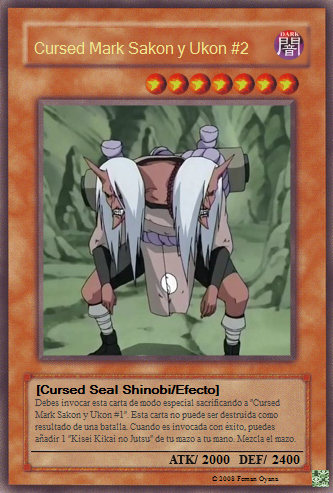 Cursed Mark Sakon y Ukon #2
DARK
闇
[Cursed Seal Shinobi/Efecto]
Debes invocar esta carta de modo especial sacrificando a "Cursed
Mark Sakon y Ukon #1". Esta carta no puede ser destruida como
resultado de una batalla. Cuando es invocada con exito, puedes
añadir 1 "Kisei Kikai no Jutsu" de tu mazo a tu mano. Mezcla el mazo.
ATK/ 2000 DEF/ 2400
©2008 Fernan Oyana